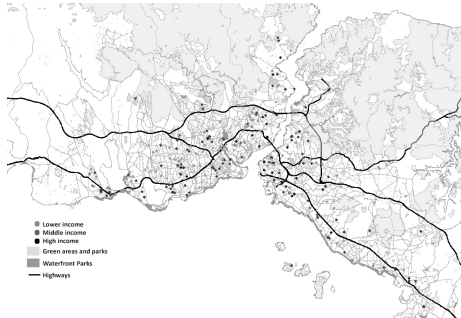 Lower income
Middle income
High income
Green areas and parks
Waterfront Parks
Highways